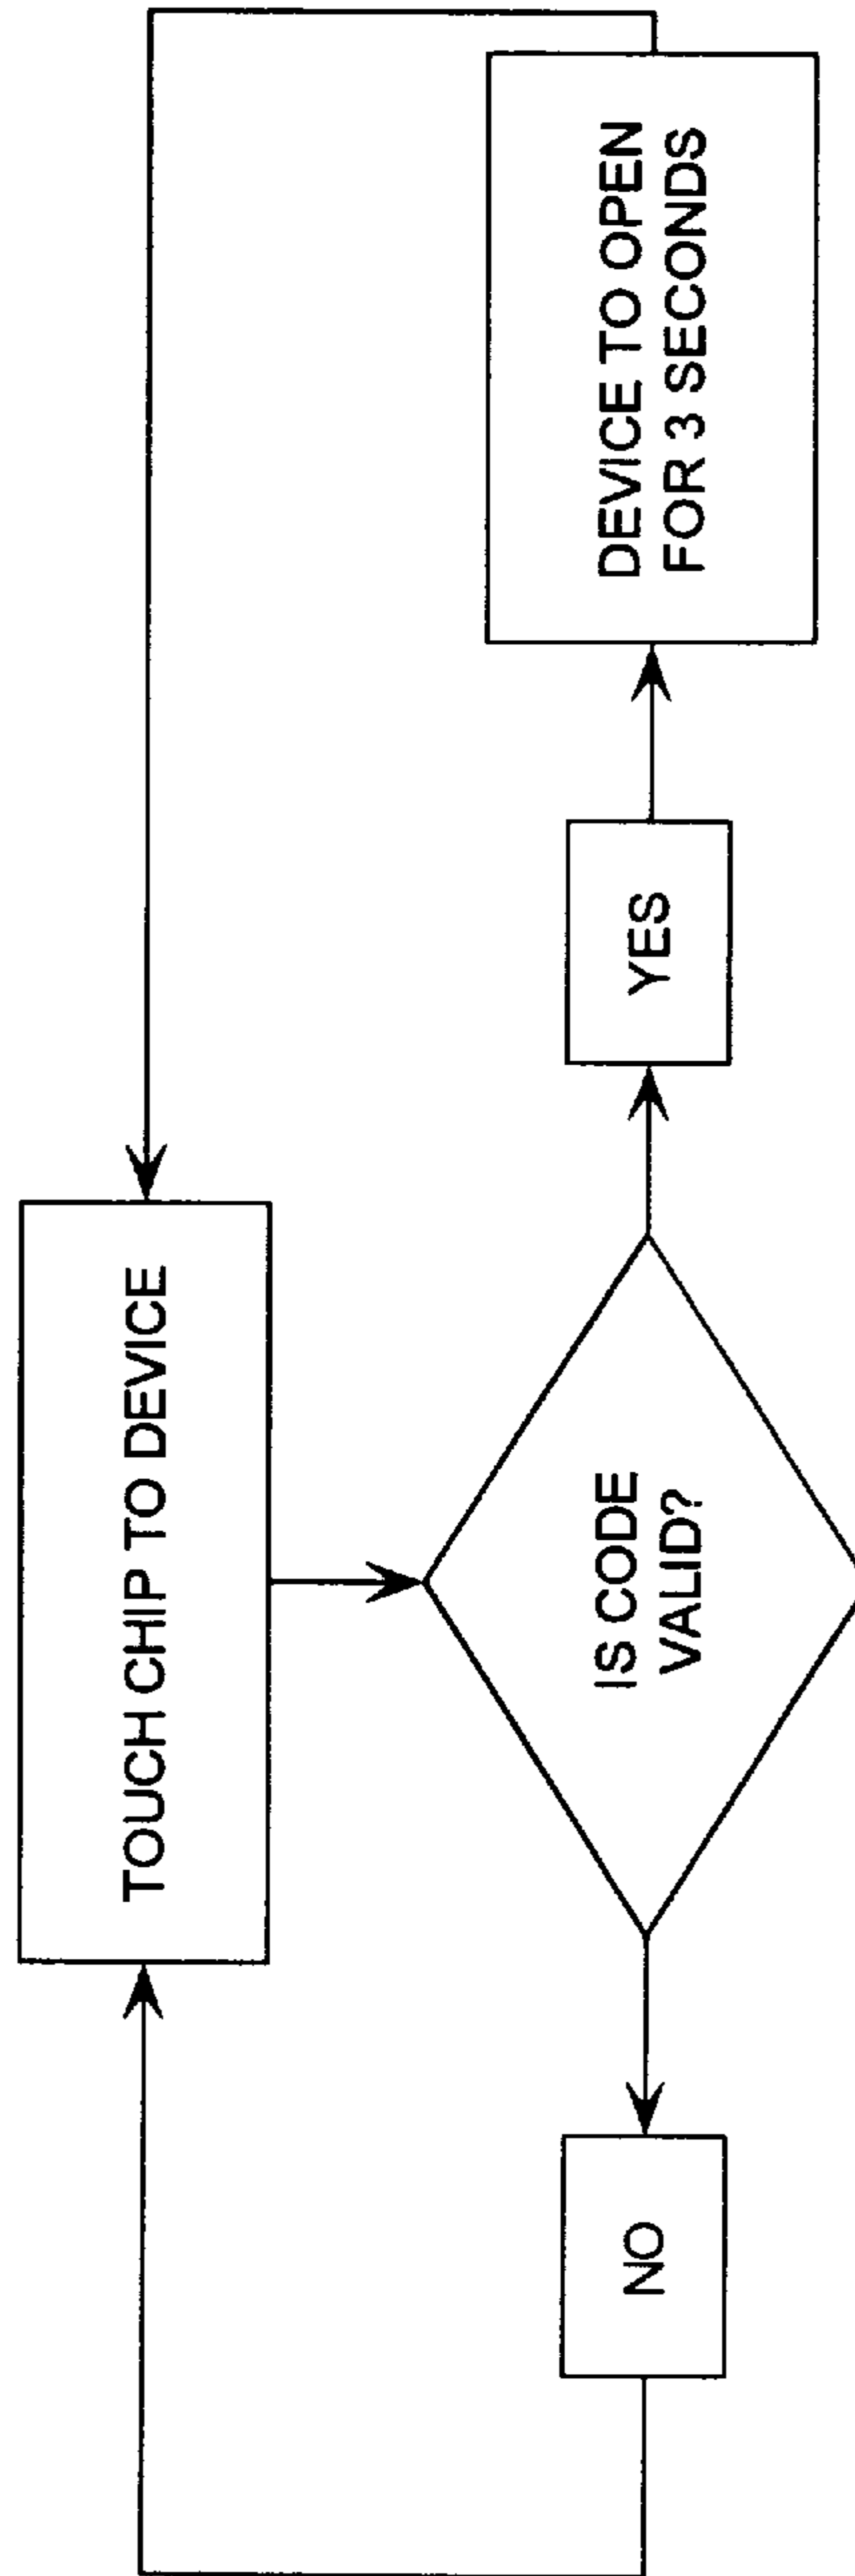 TOUCH CHIP TO DEVICE
IS CODE
VALID?
NO
YES
DEVICE TO OPEN
FOR 3 SECONDS